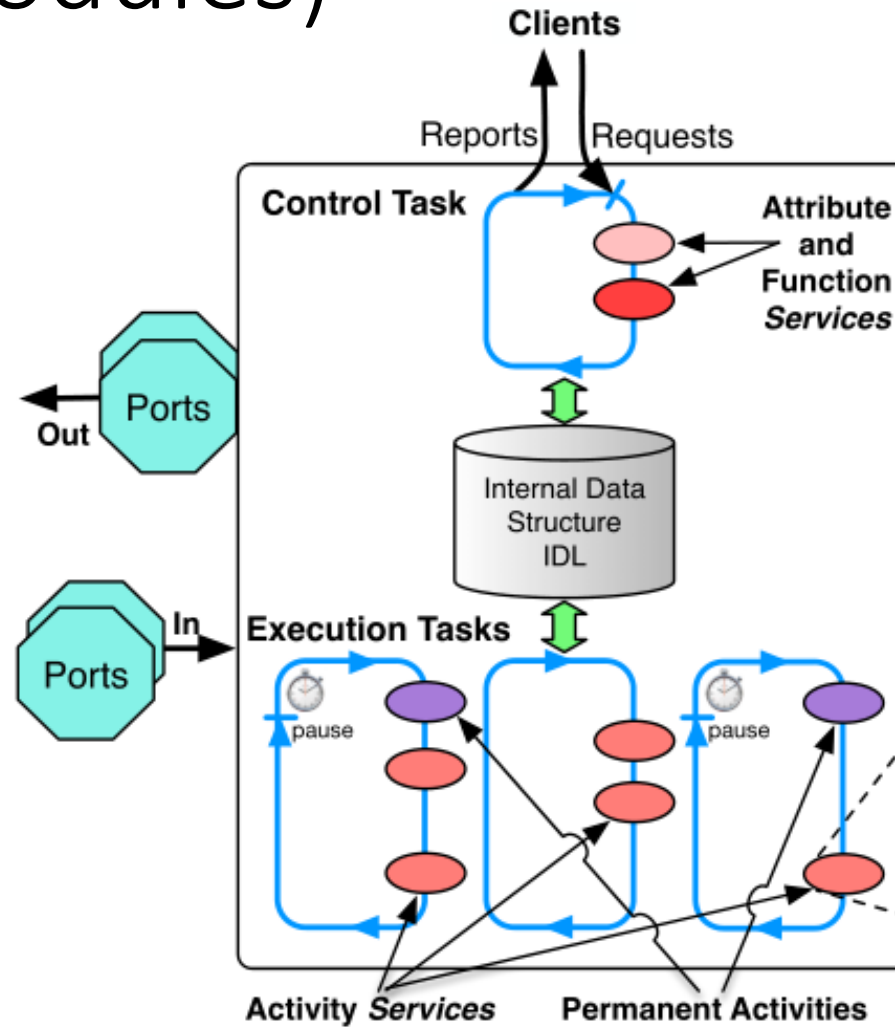 Clients
Reports
Requests
Control Task
Attribute
and
Function
Services
Ports
Out
Internal Data
Structure
IDL
In
Ports
Execution Tasks
pause
pause
Activity Services
Permanent Activities